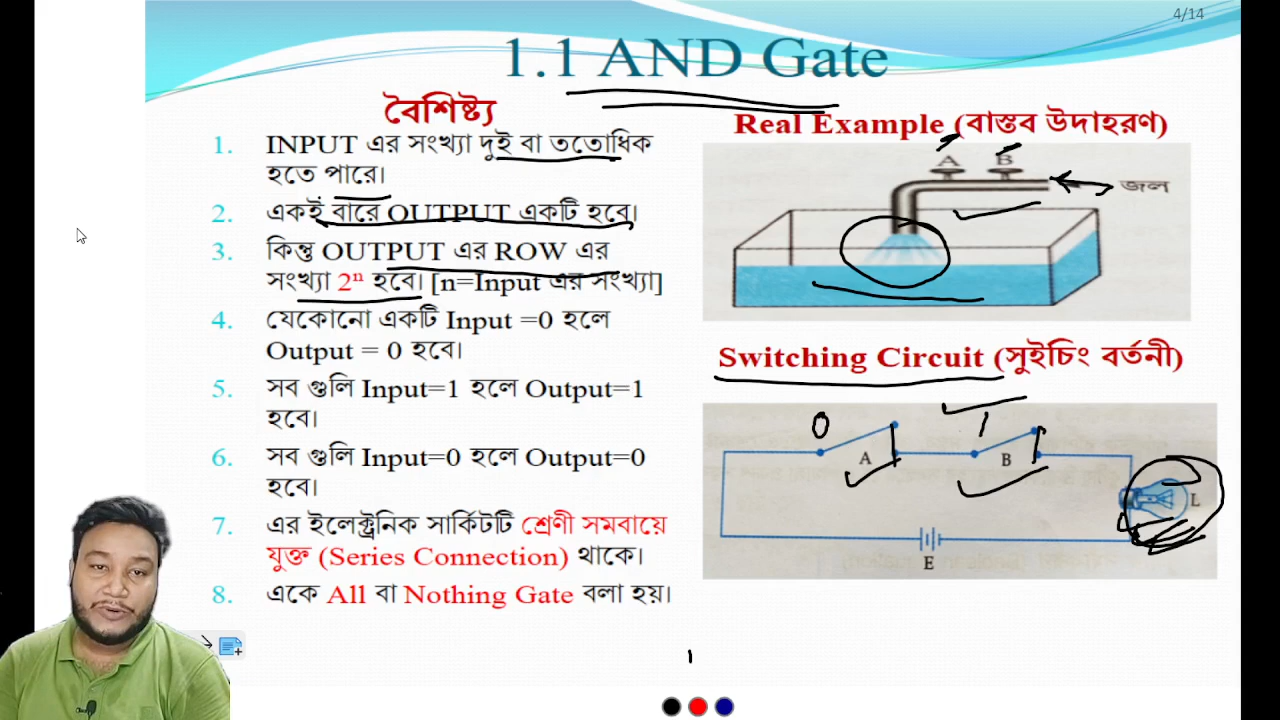 4/14
1.1 AND Gate
বৈশিষ্ট্য
1. INPUT এর সংখ্যা দুই বা ততোধিক
হতে পারে।
2. একই বারে OUTPUT একটি হবে।
3. কিন্তু OUTPUT এর ROW এর
সংখ্যা 2ⁿ হবে। [n=Input এর সংখ্যা]
4. যেকোনো একটি Input =0 হলে
Output = 0 হবে।
5. সব গুলি Input=1 হলে Output=1
হবে।
6. সব গুলি Input=0 হলে Output=0
হবে।
7. এর ইলেক্ট্রনিক সার্কিটটি শ্রেণী সমবায়ে
যুক্ত (Series Connection) থাকে।
8. একে All বা Nothing Gate বলা হয়।
Real Example (বাস্তব উদাহরণ)
A B
জল
Switching Circuit (সুইচিং বর্তনী)
0 1
A B
L
E